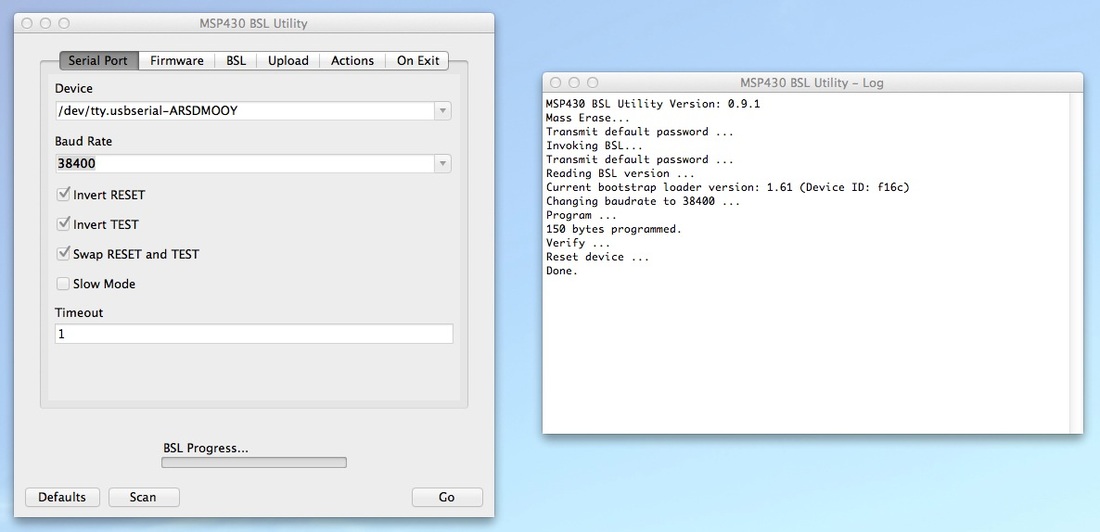 MSP430 BSL Utility
Serial Port Firmware BSL Upload Actions On Exit
Device
/dev/tty.usbserial-ARSDMOOY
Baud Rate
38400
Invert RESET
Invert TEST
Swap RESET and TEST
Slow Mode
Timeout
1
BSL Progress...
Defaults Scan Go
MSP430 BSL Utility - Log
MSP430 BSL Utility Version: 0.9.1
Mass Erase...
Transmit default password ...
Invoking BSL...
Transmit default password ...
Reading BSL version ...
Current bootstrap loader version: 1.61 (Device ID: f16c)
Changing baudrate to 38400 ...
Program ...
150 bytes programmed.
Verify ...
Reset device ...
Done.